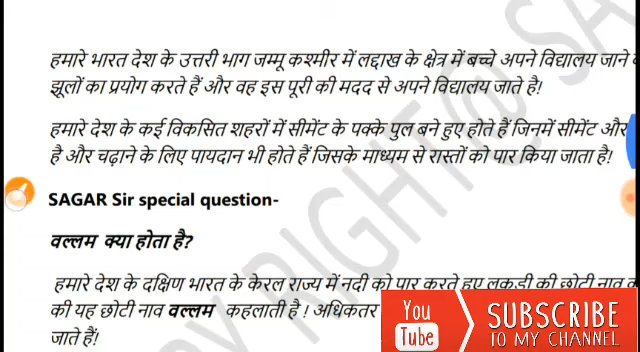 हमारे भारत देश के उत्तरी भाग जम्मू कश्मीर में लद्दाख के क्षेत्र में बच्चे अपने विद्यालय जाने
झूलों का प्रयोग करते हैं और वह इस पूरी की मदद से अपने विद्यालय जाते है!
हमारे देश के कई विकसित शहरों में सीमेंट के पक्के पुल बने हुए होते हैं जिनमें सीमेंट और
है और चढ़ाने के लिए पायदान भी होते हैं जिसके माध्यम से रास्तों को पार किया जाता है!
SAGAR Sir special question-
वल्लम क्या होता है?
हमारे देश के दक्षिण भारत के केरल राज्य में नदी को पार करते हुए लकड़ी की छोटी नाव
की यह छोटी नाव वल्लम कहलाती है ! अधिकतर
जाते हैं!
You Tube
SUBSCRIBE
TO MY CHANNEL